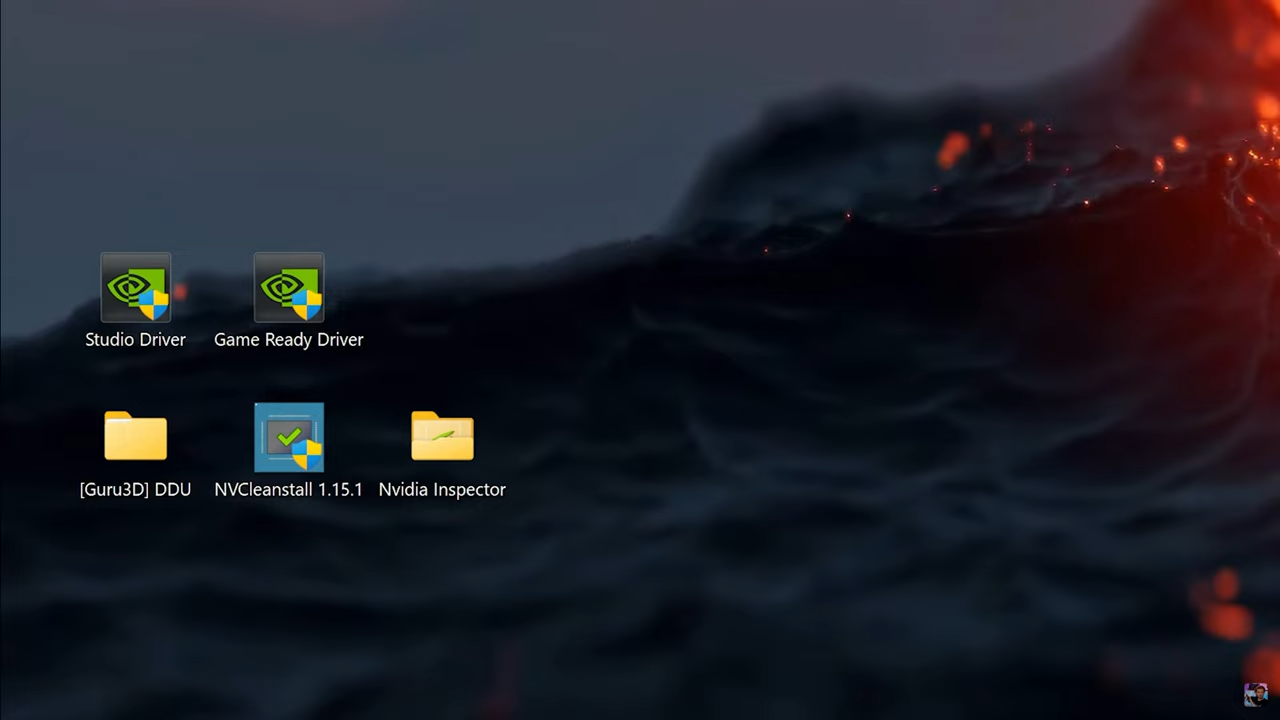 Studio Driver
Game Ready Driver
[Guru3D] DDU
NVCleanstall 1.15.1
Nvidia Inspector